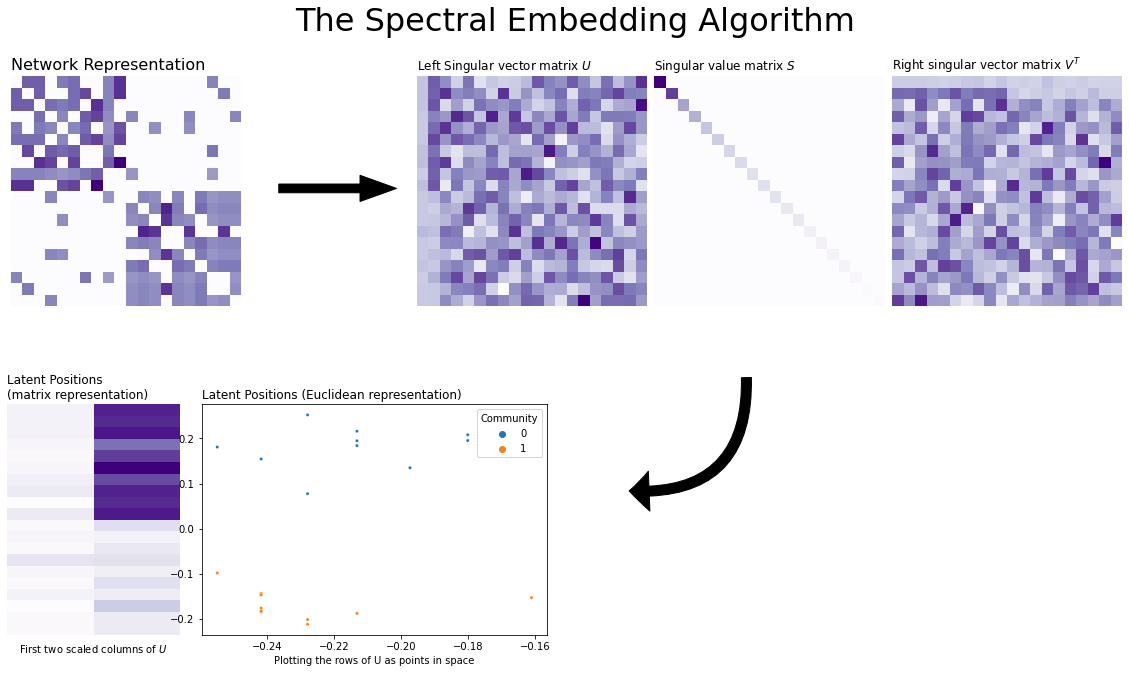 The Spectral Embedding Algorithm
Network Representation
Left Singular vector matrix U
Singular value matrix S
Right singular vector matrix V^T
Latent Positions
(matrix representation)
First two scaled columns of U
Latent Positions (Euclidean representation)
Community
0
1
0.2
0.1
0.0
−0.1
−0.2
−0.24
−0.22
−0.20
−0.18
−0.16
Plotting the rows of U as points in space